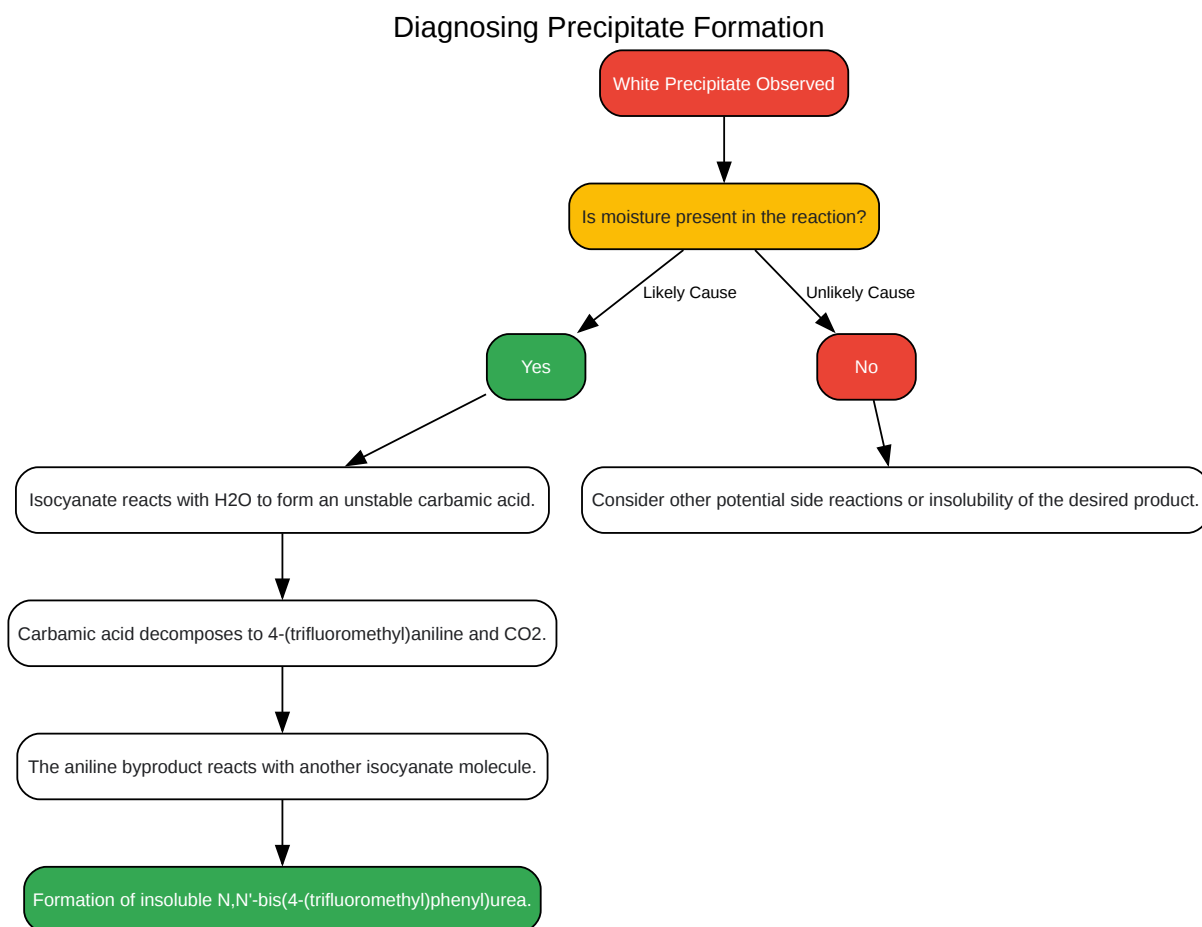 Diagnosing Precipitate Formation
White Precipitate Observed
Is moisture present in the reaction?
Likely Cause
Unlikely Cause
Yes
No
Isocyanate reacts with H2O to form an unstable carbamic acid.
Consider other potential side reactions or insolubility of the desired product.
Carbamic acid decomposes to 4-(trifluoromethyl)aniline and CO2.
The aniline byproduct reacts with another isocyanate molecule.
Formation of insoluble N,N'-bis(4-(trifluoromethyl)phenyl)urea.